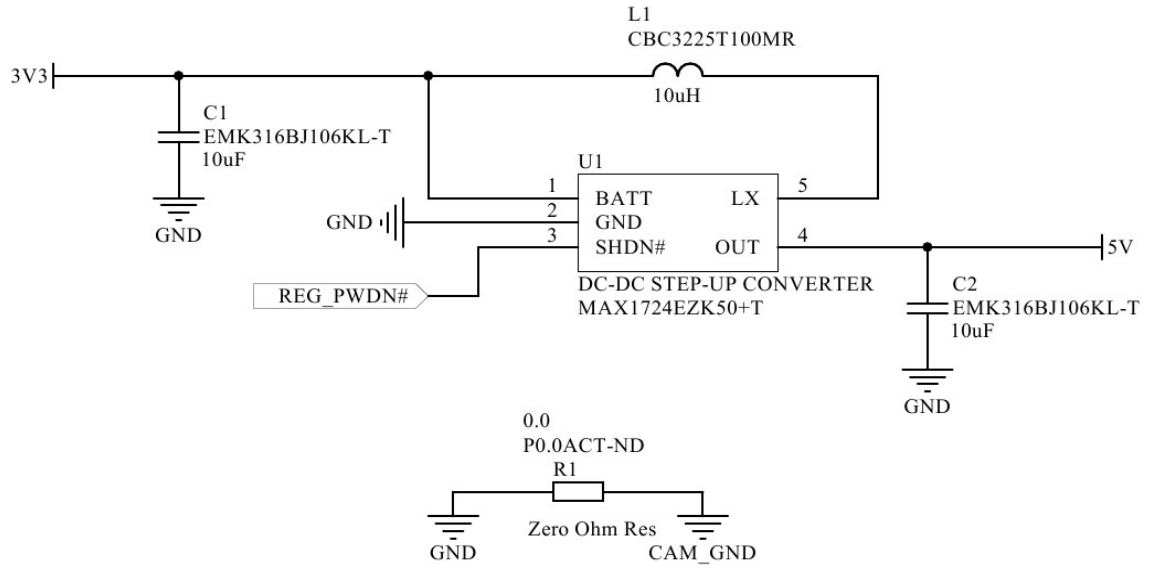 L1
CBC3225T100MR
3V3
10uH
C1
EMK316BJ106KL-T
10uF
GND
U1
1
BATT
LX
5
GND
2
GND
3
SHDN#
OUT
4
5V
REG_PWDN#
DC-DC STEP-UP CONVERTER
MAX1724EZK50+T
C2
EMK316BJ106KL-T
10uF
GND
0.0
P0.0ACT-ND
R1
Zero Ohm Res
GND
CAM_GND